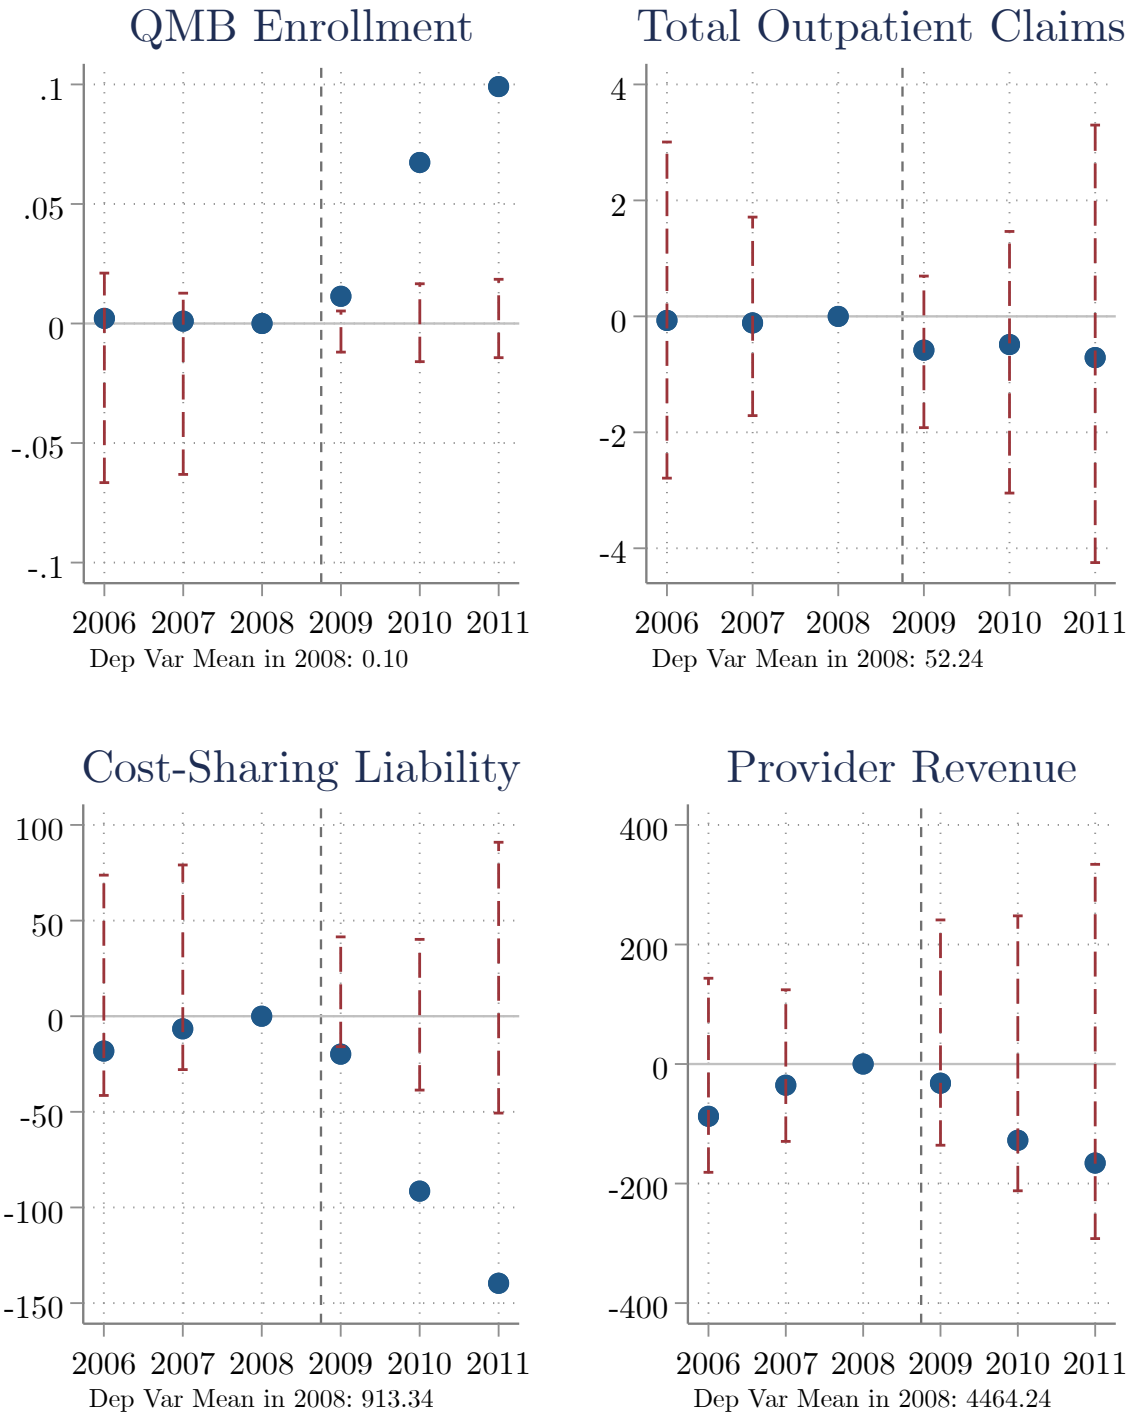 QMB Enrollment
.1
.05
0
-.05
-.1
2006 2007 2008 2009 2010 2011
Dep Var Mean in 2008: 0.10
Total Outpatient Claims
4
2
0
-2
-4
2006 2007 2008 2009 2010 2011
Dep Var Mean in 2008: 52.24
Cost-Sharing Liability
100
50
0
-50
-100
-150
2006 2007 2008 2009 2010 2011
Dep Var Mean in 2008: 913.34
Provider Revenue
400
200
0
-200
-400
2006 2007 2008 2009 2010 2011
Dep Var Mean in 2008: 4464.24